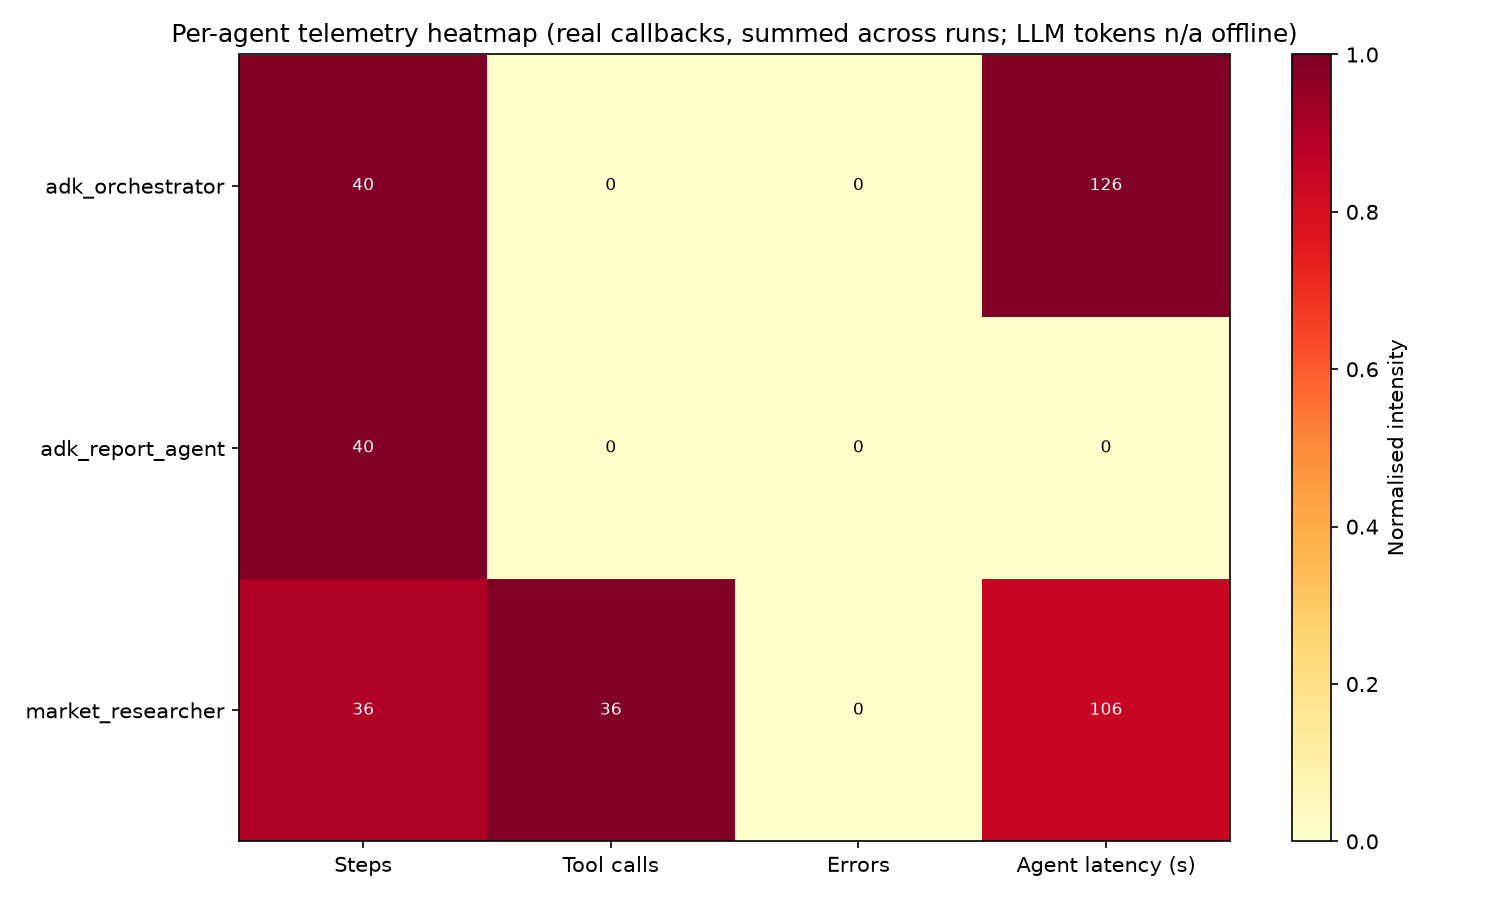 Per-agent telemetry heatmap (real callbacks, summed across runs; LLM tokens n/a offline)
adk_orchestrator 40 0 0 126
adk_report_agent 40 0 0 0
market_researcher 36 36 0 106
Steps Tool calls Errors Agent latency (s)
1.0
0.8
0.6
0.4
0.2
0.0
Normalised intensity